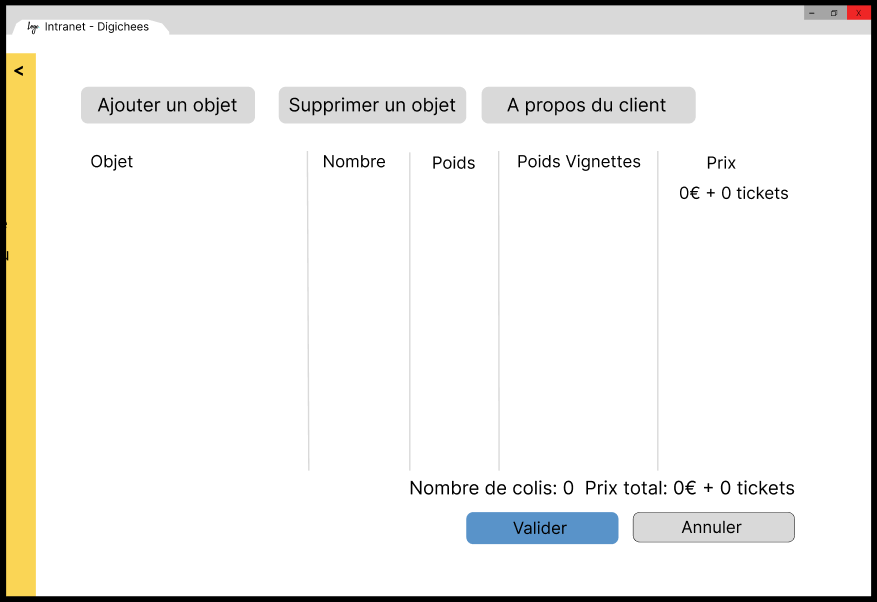 logo Intranet - Digichees
– X
<
Ajouter un objet Supprimer un objet A propos du client
Objet Nombre Poids Poids Vignettes Prix
0€ + 0 tickets
Nombre de colis: 0 Prix total: 0€ + 0 tickets
Valider Annuler